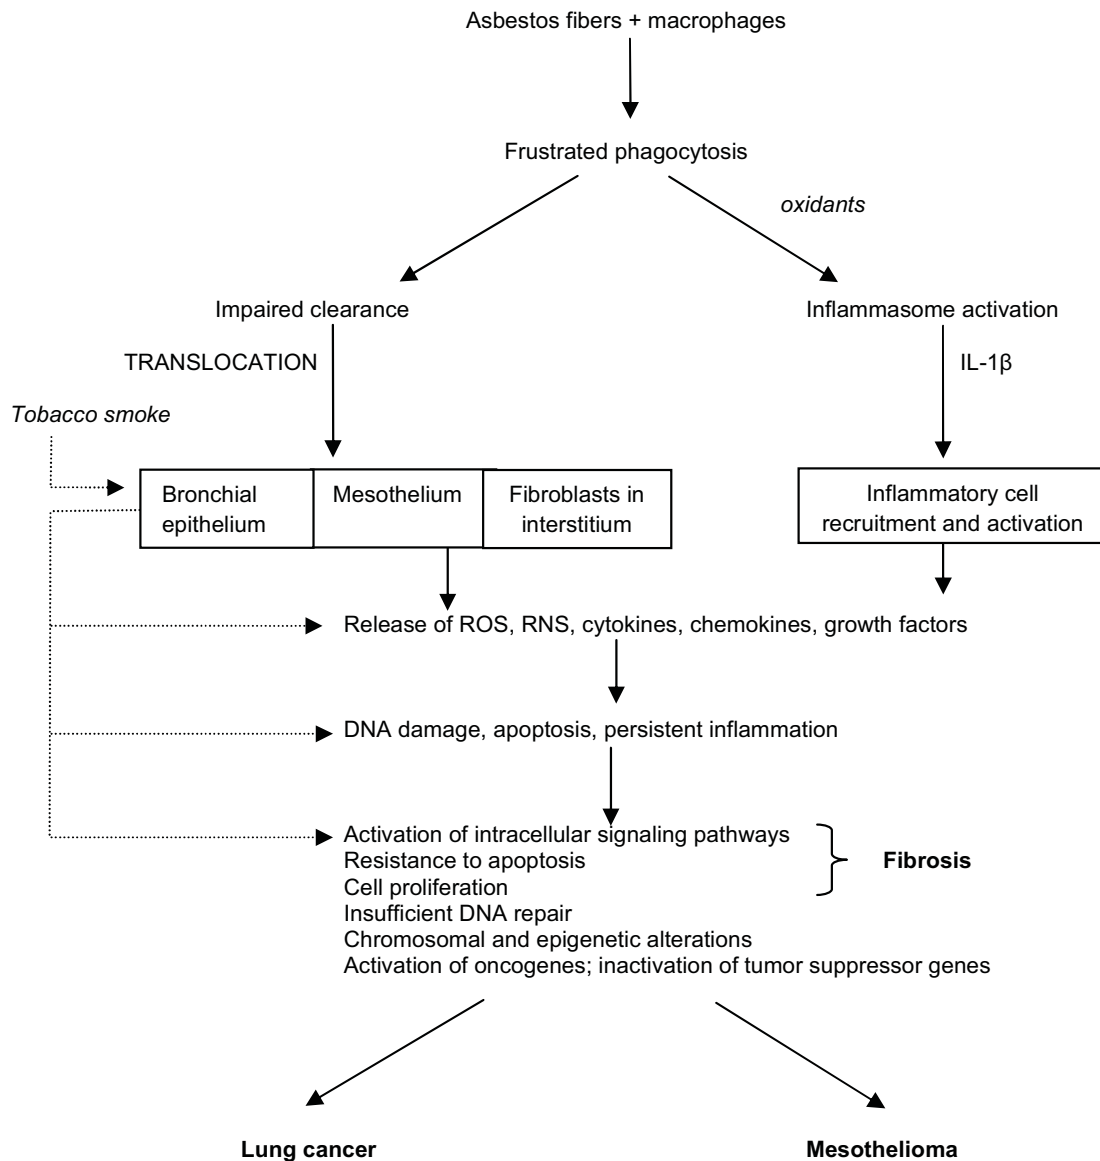 Asbestos fibers + macrophages
Frustrated phagocytosis
oxidants
Impaired clearance
Inflammasome activation
TRANSLOCATION
IL-1β
Tobacco smoke
Bronchial
epithelium
Mesothelium
Fibroblasts in
interstitium
Inflammatory cell
recruitment and activation
Release of ROS, RNS, cytokines, chemokines, growth factors
DNA damage, apoptosis, persistent inflammation
Activation of intracellular signaling pathways
Resistance to apoptosis
Cell proliferation
Fibrosis
Insufficient DNA repair
Chromosomal and epigenetic alterations
Activation of oncogenes; inactivation of tumor suppressor genes
Lung cancer
Mesothelioma